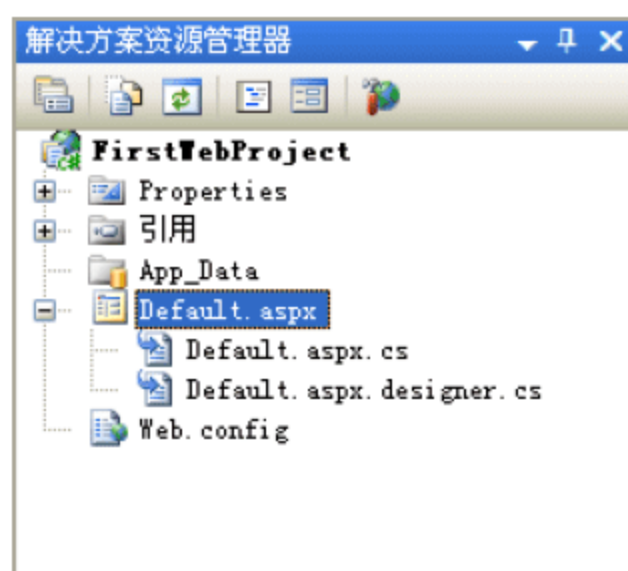 解决方案资源管理器
FirstWebProject
Properties
引用
App_Data
Default.aspx
Default.aspx.cs
Default.aspx.designer.cs
Web.config